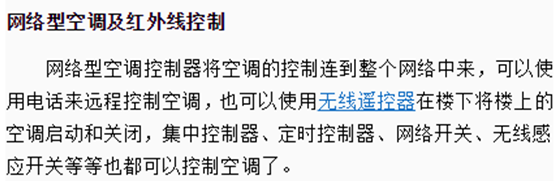 网络型空调及红外线控制
网络型空调控制器将空调的控制连到整个网络中来，可以使
用电话来远程控制空调，也可以使用无线遥控器在楼下将楼上的
空调启动和关闭，集中控制器、定时控制器、网络开关、无线感
应开关等等也都可以控制空调了。